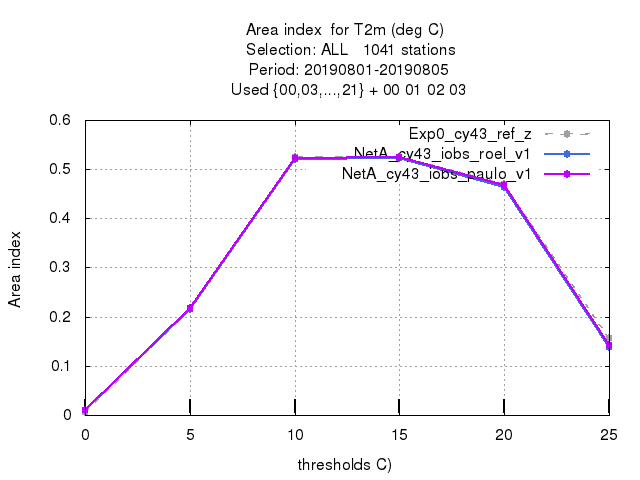 Area index  for T2m (deg C)
Selection: ALL   1041 stations
Period: 20190801-20190805
Used {00,03,...,21} + 00 01 02 03
0.6
0.5
0.4
0.3
0.2
0.1
0
Area index
Exp0_cy43_ref_z
NetA_cy43_iobs_roel_v1
NetA_cy43_iobs_paulo_v1
0 5 10 15 20 25
thresholds C)